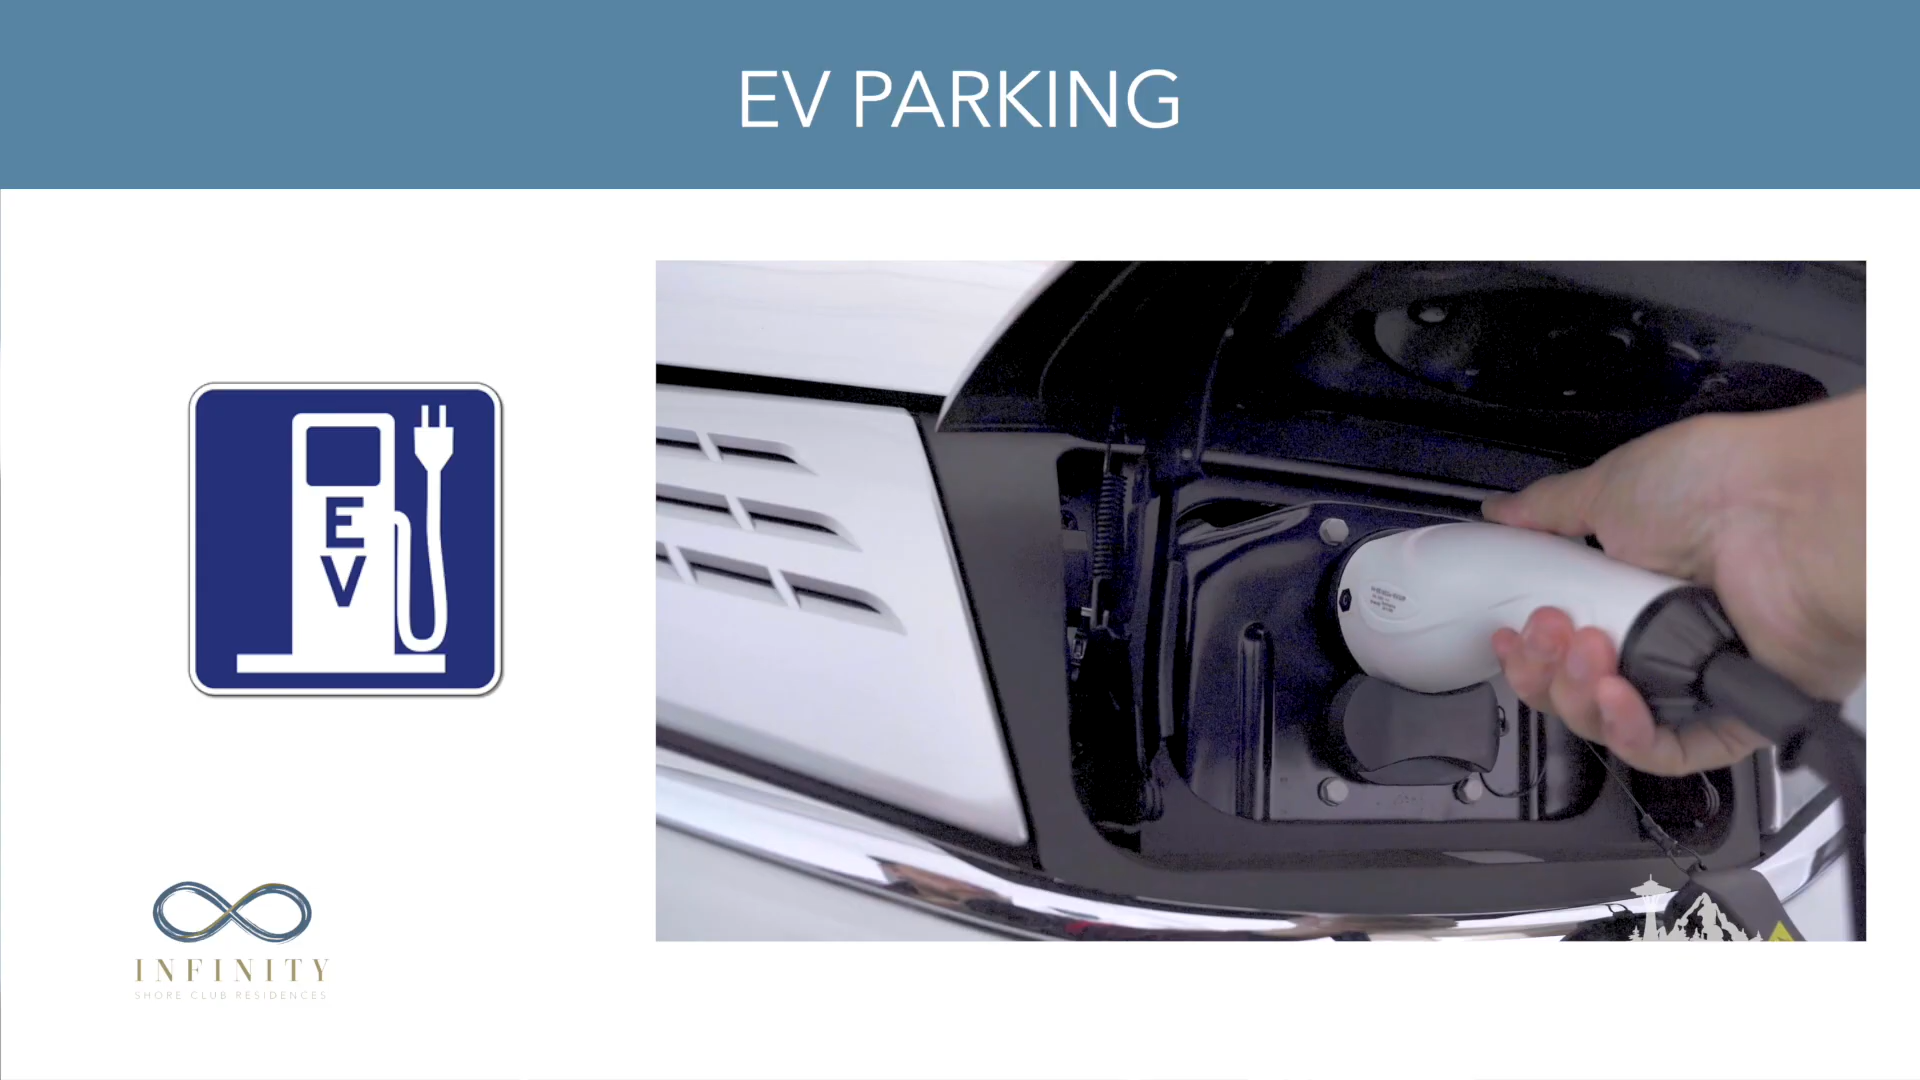 EV PARKING
E
V
INFINITY
SHORE CLUB RESIDENCES